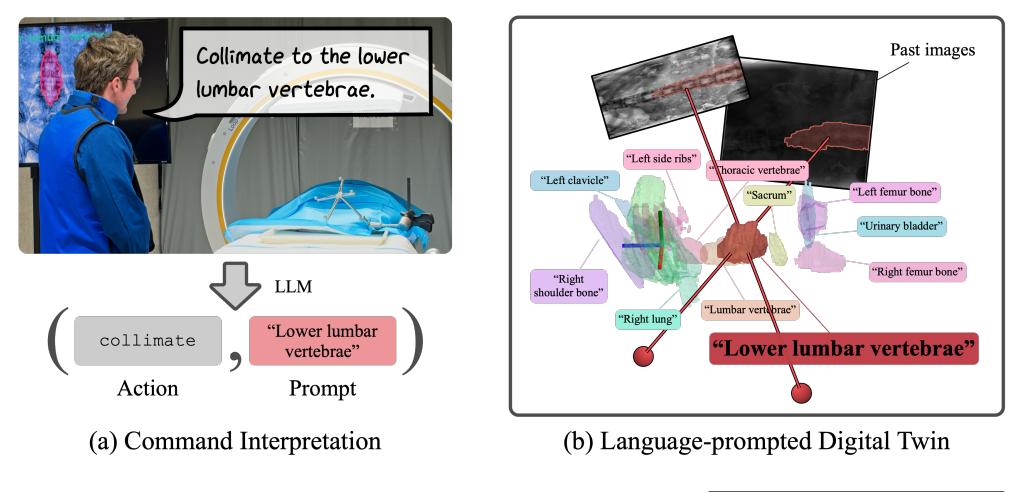 Collimate to the lower
lumbar vertebrae.
LLM
( collimate , “Lower lumbar
vertebrae” )
Action
Prompt
(a) Command Interpretation
Past images
“Left side ribs”
“Thoracic vertebrae”
“Left clavicle”
“Sacrum”
“Left femur bone”
“Urinary bladder”
“Right femur bone”
“Right
shoulder bone”
“Right lung”
“Lumbar vertebrae”
“Lower lumbar vertebrae”
(b) Language-prompted Digital Twin